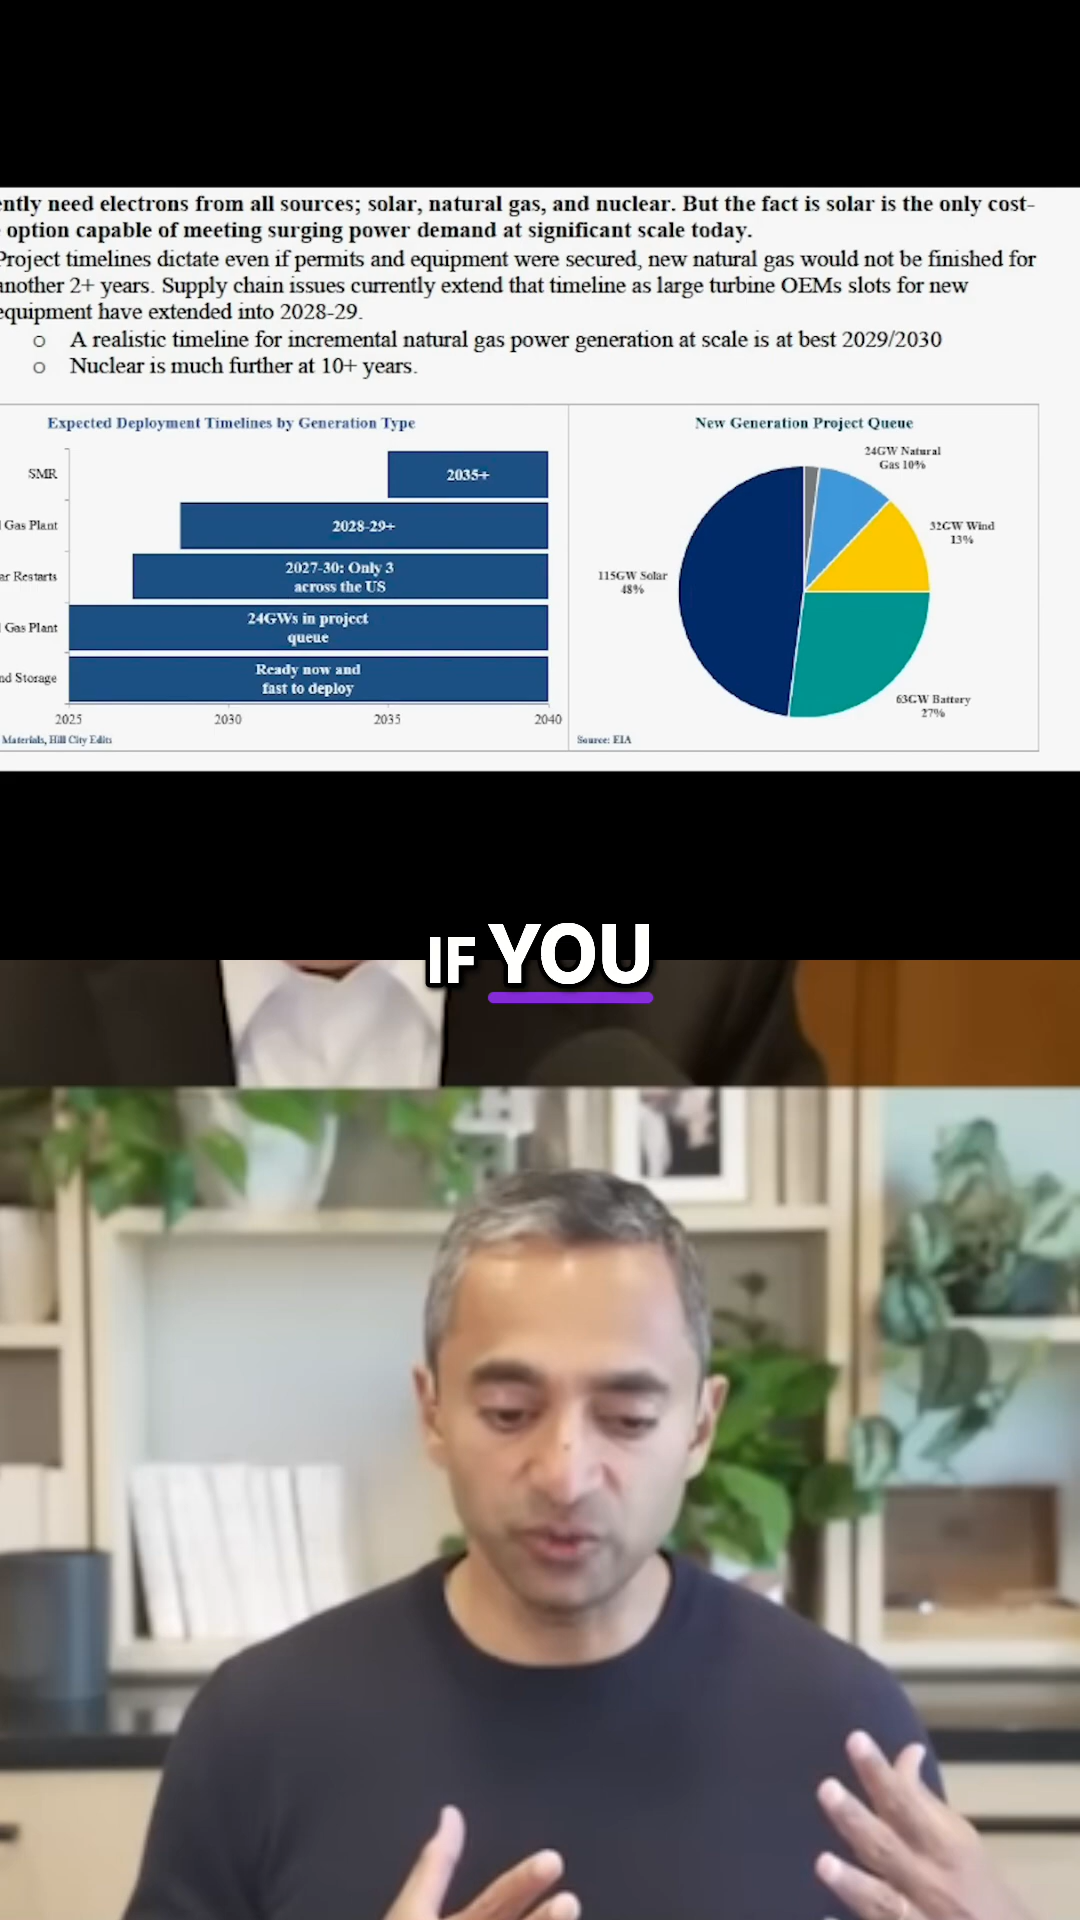 ently need electrons from all sources; solar, natural gas, and nuclear. But the fact is solar is the only cost-
option capable of meeting surging power demand at significant scale today.
Project timelines dictate even if permits and equipment were secured, new natural gas would not be finished for
another 2+ years. Supply chain issues currently extend that timeline as large turbine OEMs slots for new
equipment have extended into 2028-29.
o A realistic timeline for incremental natural gas power generation at scale is at best 2029/2030
o Nuclear is much further at 10+ years.
Expected Deployment Timelines by Generation Type
SMR
2035+
Gas Plant
2028-29+
ar Restarts
2027-30: Only 3
across the US
Gas Plant
24GWs in project
queue
nd Storage
Ready now and
fast to deploy
2025
2030
2035
2040
Materials, Hill City Edits
New Generation Project Queue
24GW Natural
Gas 10%
32GW Wind
13%
115GW Solar
48%
63GW Battery
27%
Source: EIA
IF YOU